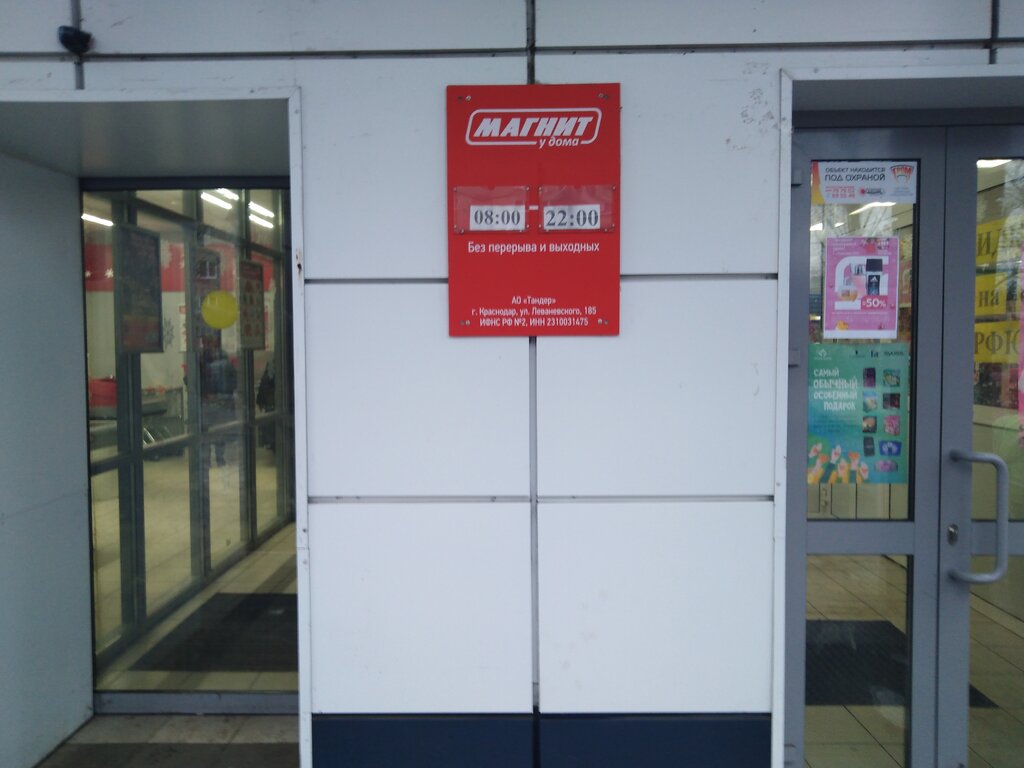 МАГНИТ
у дома
08:00 - 22:00
Без перерыва и выходных
АО «Тандер»
г. Краснодар, ул. Леваневского, 185
ИФНС РФ №2, ИНН 2310031475
ОБЪЕКТ НАХОДИТСЯ
ПОД ОХРАНОЙ
-50%
САМЫЙ
ОБЫЧНЫЙ
ОСОБЕННЫЙ
ПОДАРОК
на